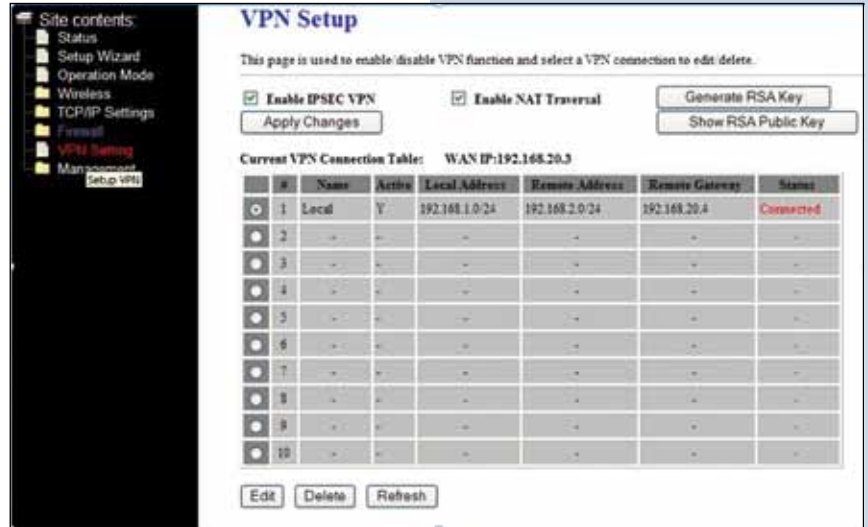 Site contents:
Status
Setup Wizard
Operation Mode
Wireless
TCP/IP Settings
Firewall
VPN Setting
Management
Setup VPN
VPN Setup
This page is used to enable/disable VPN function and select a VPN connection to edit/delete.
Enable IPSEC VPN Enable NAT Traversal Generate RSA Key
Apply Changes Show RSA Public Key
Current VPN Connection Table: WAN IP:192.168.20.3
# Name Active Local Address Remote Address Remote Gateway Status
1 Local Y 192.168.1.0/24 192.168.2.0/24 192.168.20.4 Connected
2 - - - - - -
3 - - - - - -
4 - - - - - -
5 - - - - - -
6 - - - - - -
7 - - - - - -
8 - - - - - -
9 - - - - - -
10 - - - - - -
Edit Delete Refresh